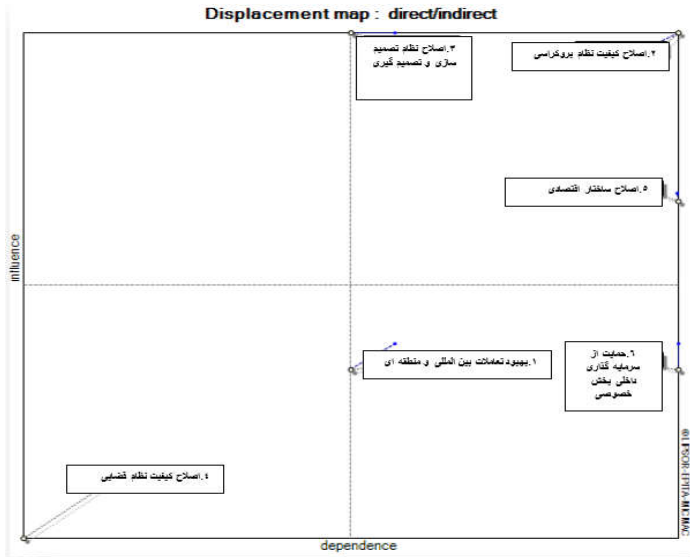 Displacement map : direct/indirect
۳.اصلاح نظام تصمیم
سازی و تصمیم گیری
۲.اصلاح کیفیت نظام بروکراسی
۵.اصلاح ساختار اقتصادی
influence
۱.بهبود تعاملات بین المللی و منطقه ای
۶.حمایت از
سرمایه گذاری
داخلی بخش
خصوصی
۴.اصلاح کیفیت نظام قضایی
dependence
©LIPSOR-EPITA-MICMAC